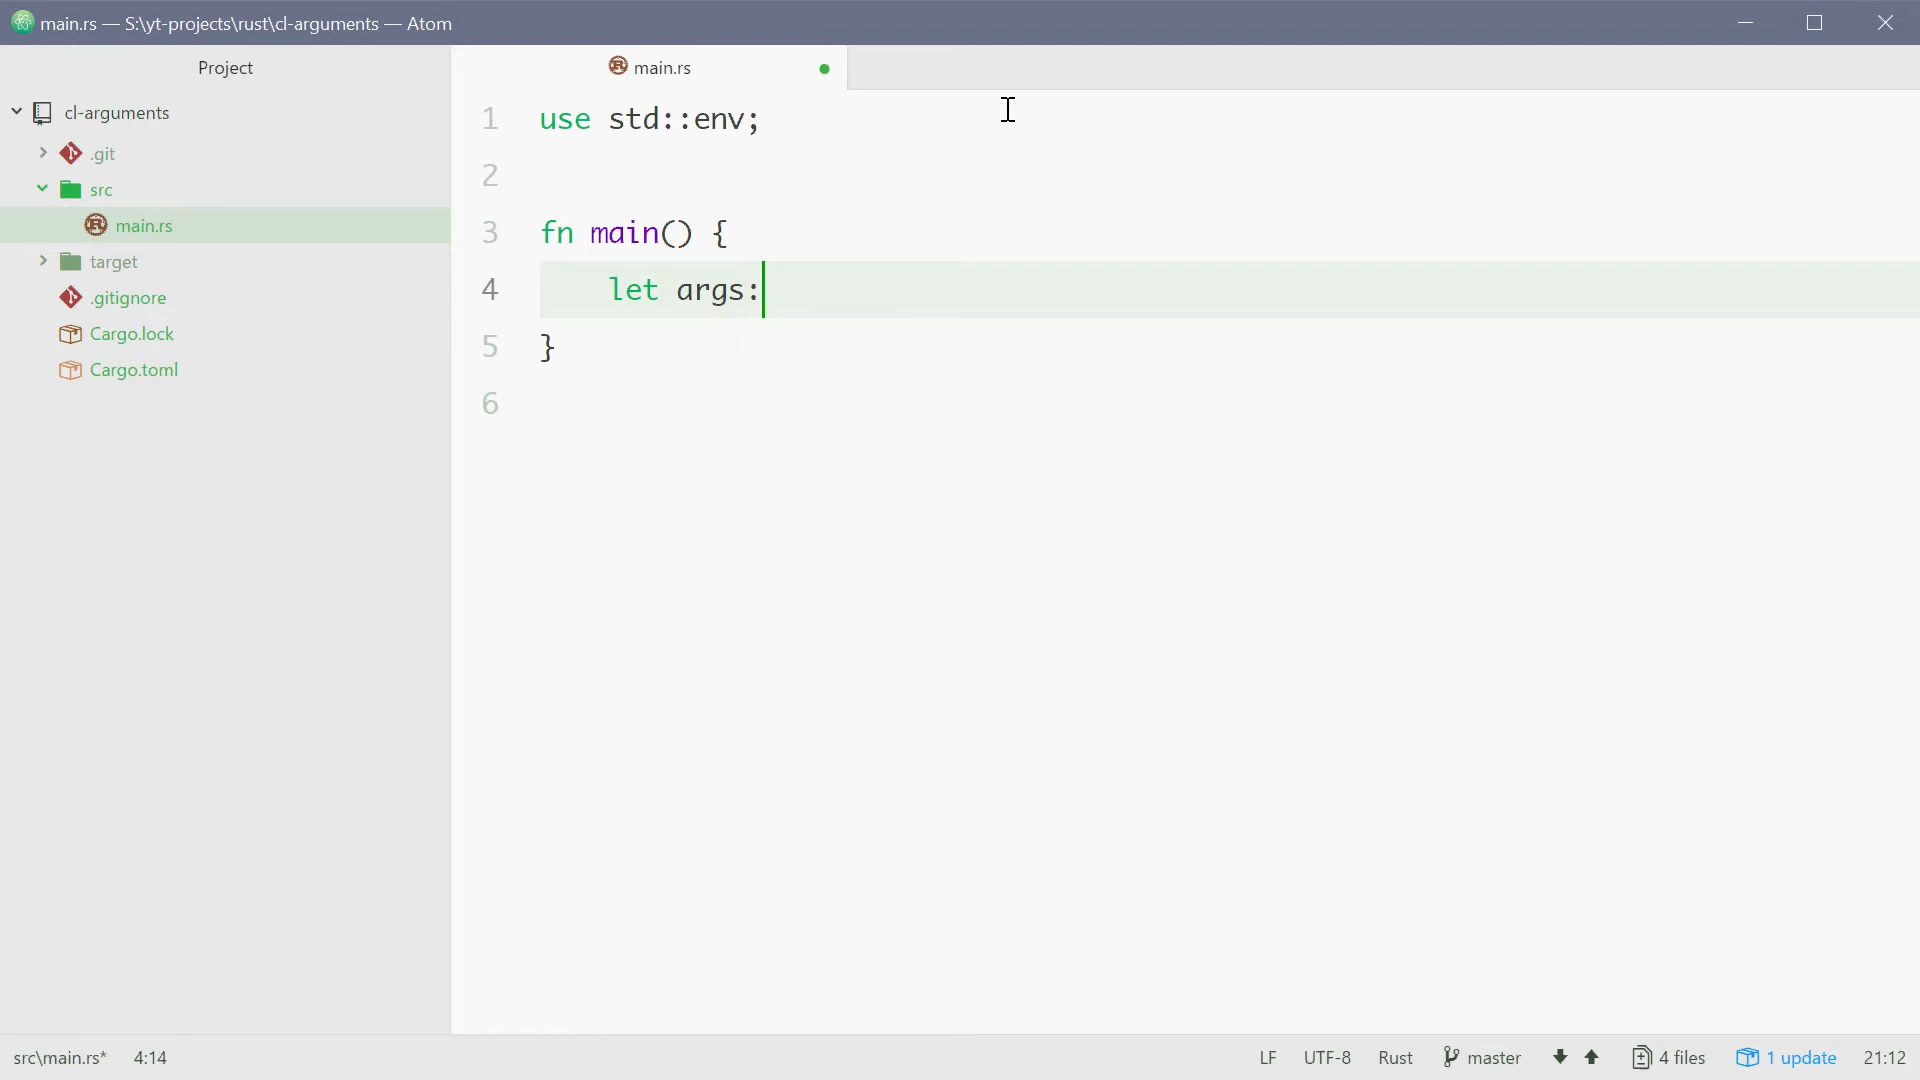 main.rs — S:\yt-projects\rust\cl-arguments — Atom
Project
main.rs
cl-arguments
.git
src
main.rs
target
.gitignore
Cargo.lock
Cargo.toml
1 use std::env;
2
3 fn main() {
4 let args:
5 }
6
src\main.rs* 4:14 LF UTF-8 Rust master 4 files 1 update 21:12